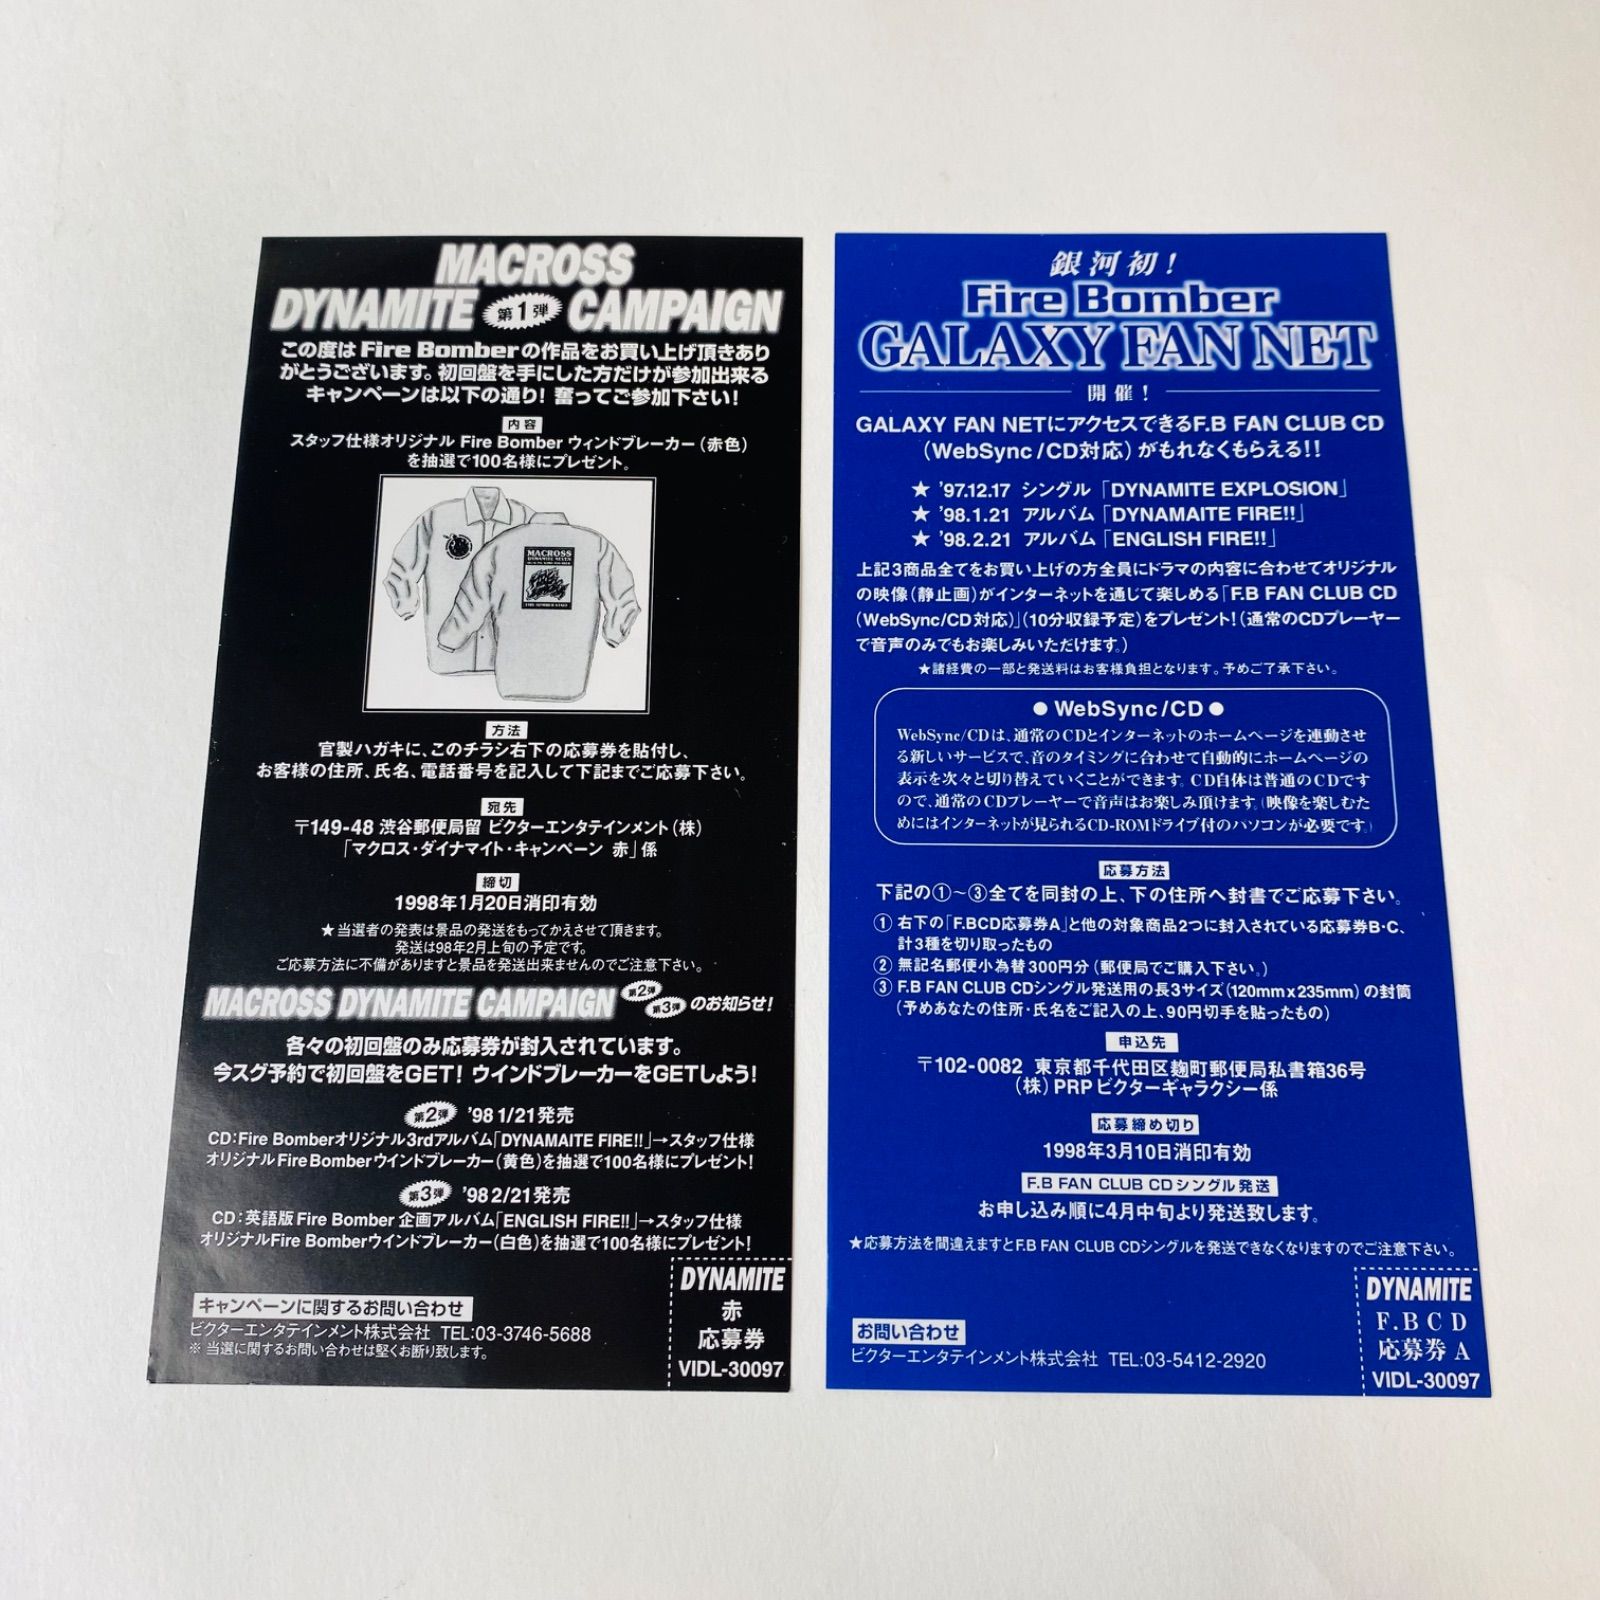 MACROSS
DYNAMITE 第1弾 CAMPAIGN
この度はFire Bomberの作品をお買い上げ頂きあり
がとうございます。初回盤を手にした方だけが参加出来る
キャンペーンは以下の通り! 奮ってご参加下さい!
内容
スタッフ仕様オリジナル Fire Bomber ウィンドブレーカー(赤色)
を抽選で100名様にプレゼント。
MACROSS
DYNAMITE SEVEN
方法
官製ハガキに、このチラシ右下の応募券を貼付し、
お客様の住所、氏名、電話番号を記入して下記までご応募下さい。
宛先
〒149-48 渋谷郵便局留 ビクターエンタテインメント(株)
「マクロス・ダイナマイト・キャンペーン 赤」係
締切
1998年1月20日消印有効
★当選者の発表は景品の発送をもってかえさせて頂きます。
発送は98年2月上旬の予定です。
ご応募方法に不備がありますと景品を発送出来ませんのでご注意下さい。
MACROSS DYNAMITE CAMPAIGN 第2弾 第3弾 のお知らせ!
各々の初回盤のみ応募券が封入されています。
今スグ予約で初回盤をGET! ウインドブレーカーをGETしよう!
第2弾 '98 1/21発売
CD:Fire Bomberオリジナル3rdアルバム「DYNAMAITE FIRE!!」→スタッフ仕様
オリジナルFire Bomberウインドブレーカー(黄色)を抽選で100名様にプレゼント!
第3弾 '98 2/21発売
CD:英語版Fire Bomber 企画アルバム「ENGLISH FIRE!!」→スタッフ仕様
オリジナルFire Bomberウインドブレーカー(白色)を抽選で100名様にプレゼント!
キャンペーンに関するお問い合わせ
ビクターエンタテインメント株式会社 TEL:03-3746-5688
※ 当選に関するお問い合わせは堅くお断り致します。
DYNAMITE
赤
応募券
VIDL-30097
銀河初!
Fire Bomber
GALAXY FAN NET
開催!
GALAXY FAN NETにアクセスできるF.B FAN CLUB CD
(WebSync/CD対応)がもれなくもらえる!!
★ '97.12.17 シングル「DYNAMITE EXPLOSION」
★ '98.1.21 アルバム「DYNAMAITE FIRE!!」
★ '98.2.21 アルバム「ENGLISH FIRE!!」
上記3商品全てをお買い上げの方全員にドラマの内容に合わせてオリジナル
の映像(静止画)がインターネットを通じて楽しめる「F.B FAN CLUB CD
(WebSync/CD対応)」(10分収録予定)をプレゼント!(通常のCDプレーヤー
で音声のみでもお楽しみいただけます。)
★諸経費の一部と発送料はお客様負担となります。予めご了承下さい。
● WebSync/CD ●
WebSync/CDは、通常のCDとインターネットのホームページを連動させ
る新しいサービスで、音のタイミングに合わせて自動的にホームページの
表示を次々と切り替えていくことができます。CD自体は普通のCDです
ので、通常のCDプレーヤーで音声はお楽しみ頂けます。(映像を楽しむた
めにはインターネットが見られるCD-ROMドライブ付のパソコンが必要です。)
応募方法
下記の①〜③全てを同封の上、下の住所へ封書でご応募下さい。
① 右下の「F.BCD応募券A」と他の対象商品2つに封入されている応募券B・C、
計3種を切り取ったもの
② 無記名郵便小為替300円分(郵便局でご購入下さい。)
③ F.B FAN CLUB CDシングル発送用の長3サイズ(120mmx235mm)の封筒
(予めあなたの住所・氏名をご記入の上、90円切手を貼ったもの)
申込先
〒102-0082 東京都千代田区麹町郵便局私書箱36号
(株)PRPビクターギャラクシー係
応募締め切り
1998年3月10日消印有効
F.B FAN CLUB CDシングル発送
お申し込み順に4月中旬より発送致します。
★応募方法を間違えますとF.B FAN CLUB CDシングルを発送できなくなりますのでご注意下さい。
お問い合わせ
ビクターエンタテインメント株式会社 TEL:03-5412-2920
DYNAMITE
F.BCD
応募券 A
VIDL-30097